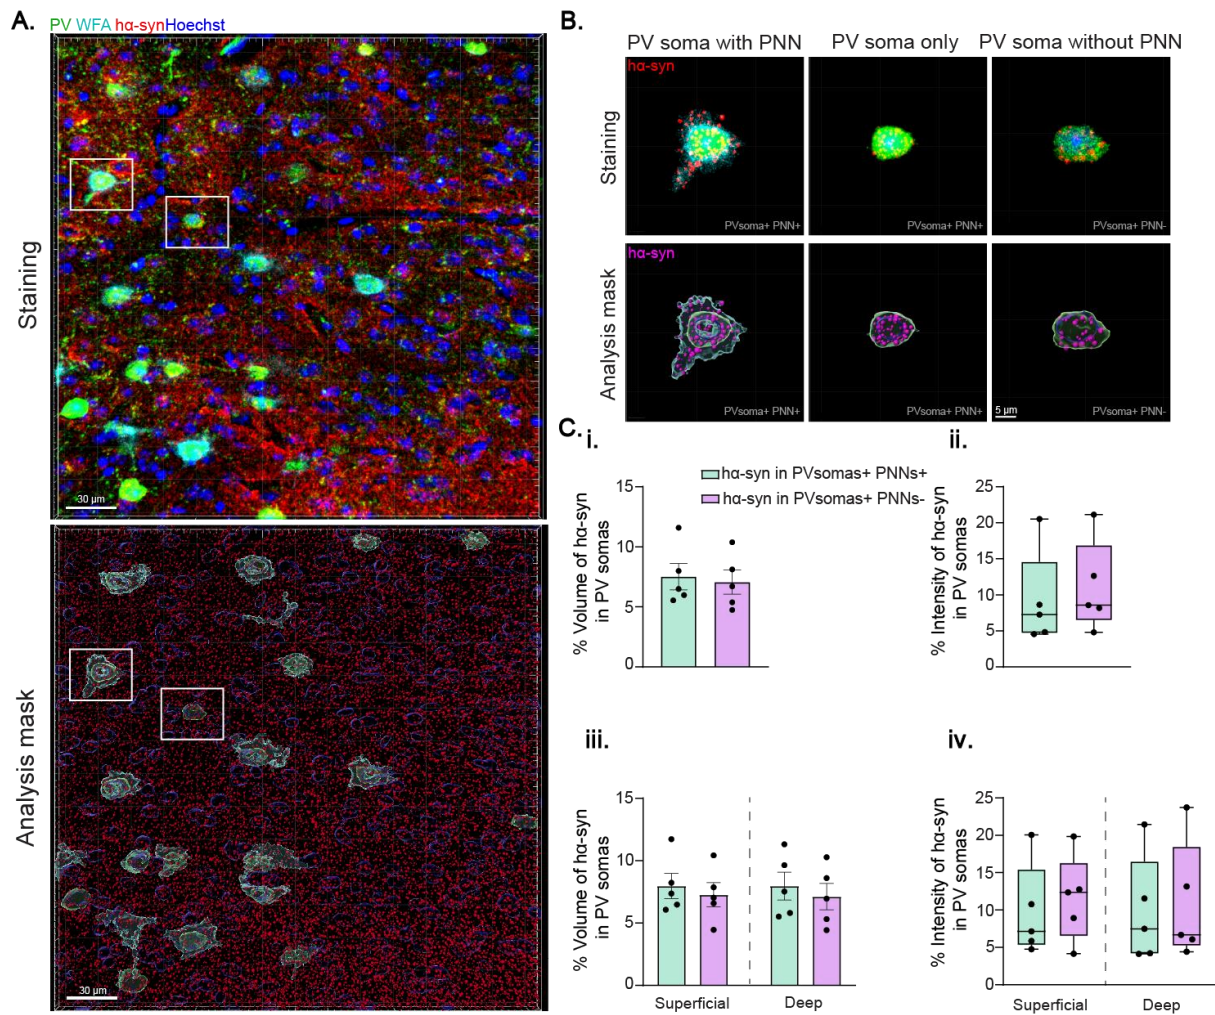 A.
PV WFA hα-synHoechst
Staining
30 µm
Analysis mask
30 µm
B.
PV soma with PNN
PV soma only
PV soma without PNN
Staining
hα-syn
PVsoma+ PNN+
PVsoma+ PNN+
PVsoma+ PNN-
Analysis mask
hα-syn
PVsoma+ PNN+
PVsoma+ PNN+
5 µm
PVsoma+ PNN-
C.
i.
hα-syn in PVsomas+ PNNs+
hα-syn in PVsomas+ PNNs-
% Volume of hα-syn
in PV somas
15
10
5
0
ii.
% Intensity of hα-syn
in PV somas
25
20
15
10
5
0
iii.
% Volume of hα-syn
in PV somas
15
10
5
0
Superficial
Deep
iv.
% Intensity of hα-syn
in PV somas
25
20
15
10
5
0
Superficial
Deep